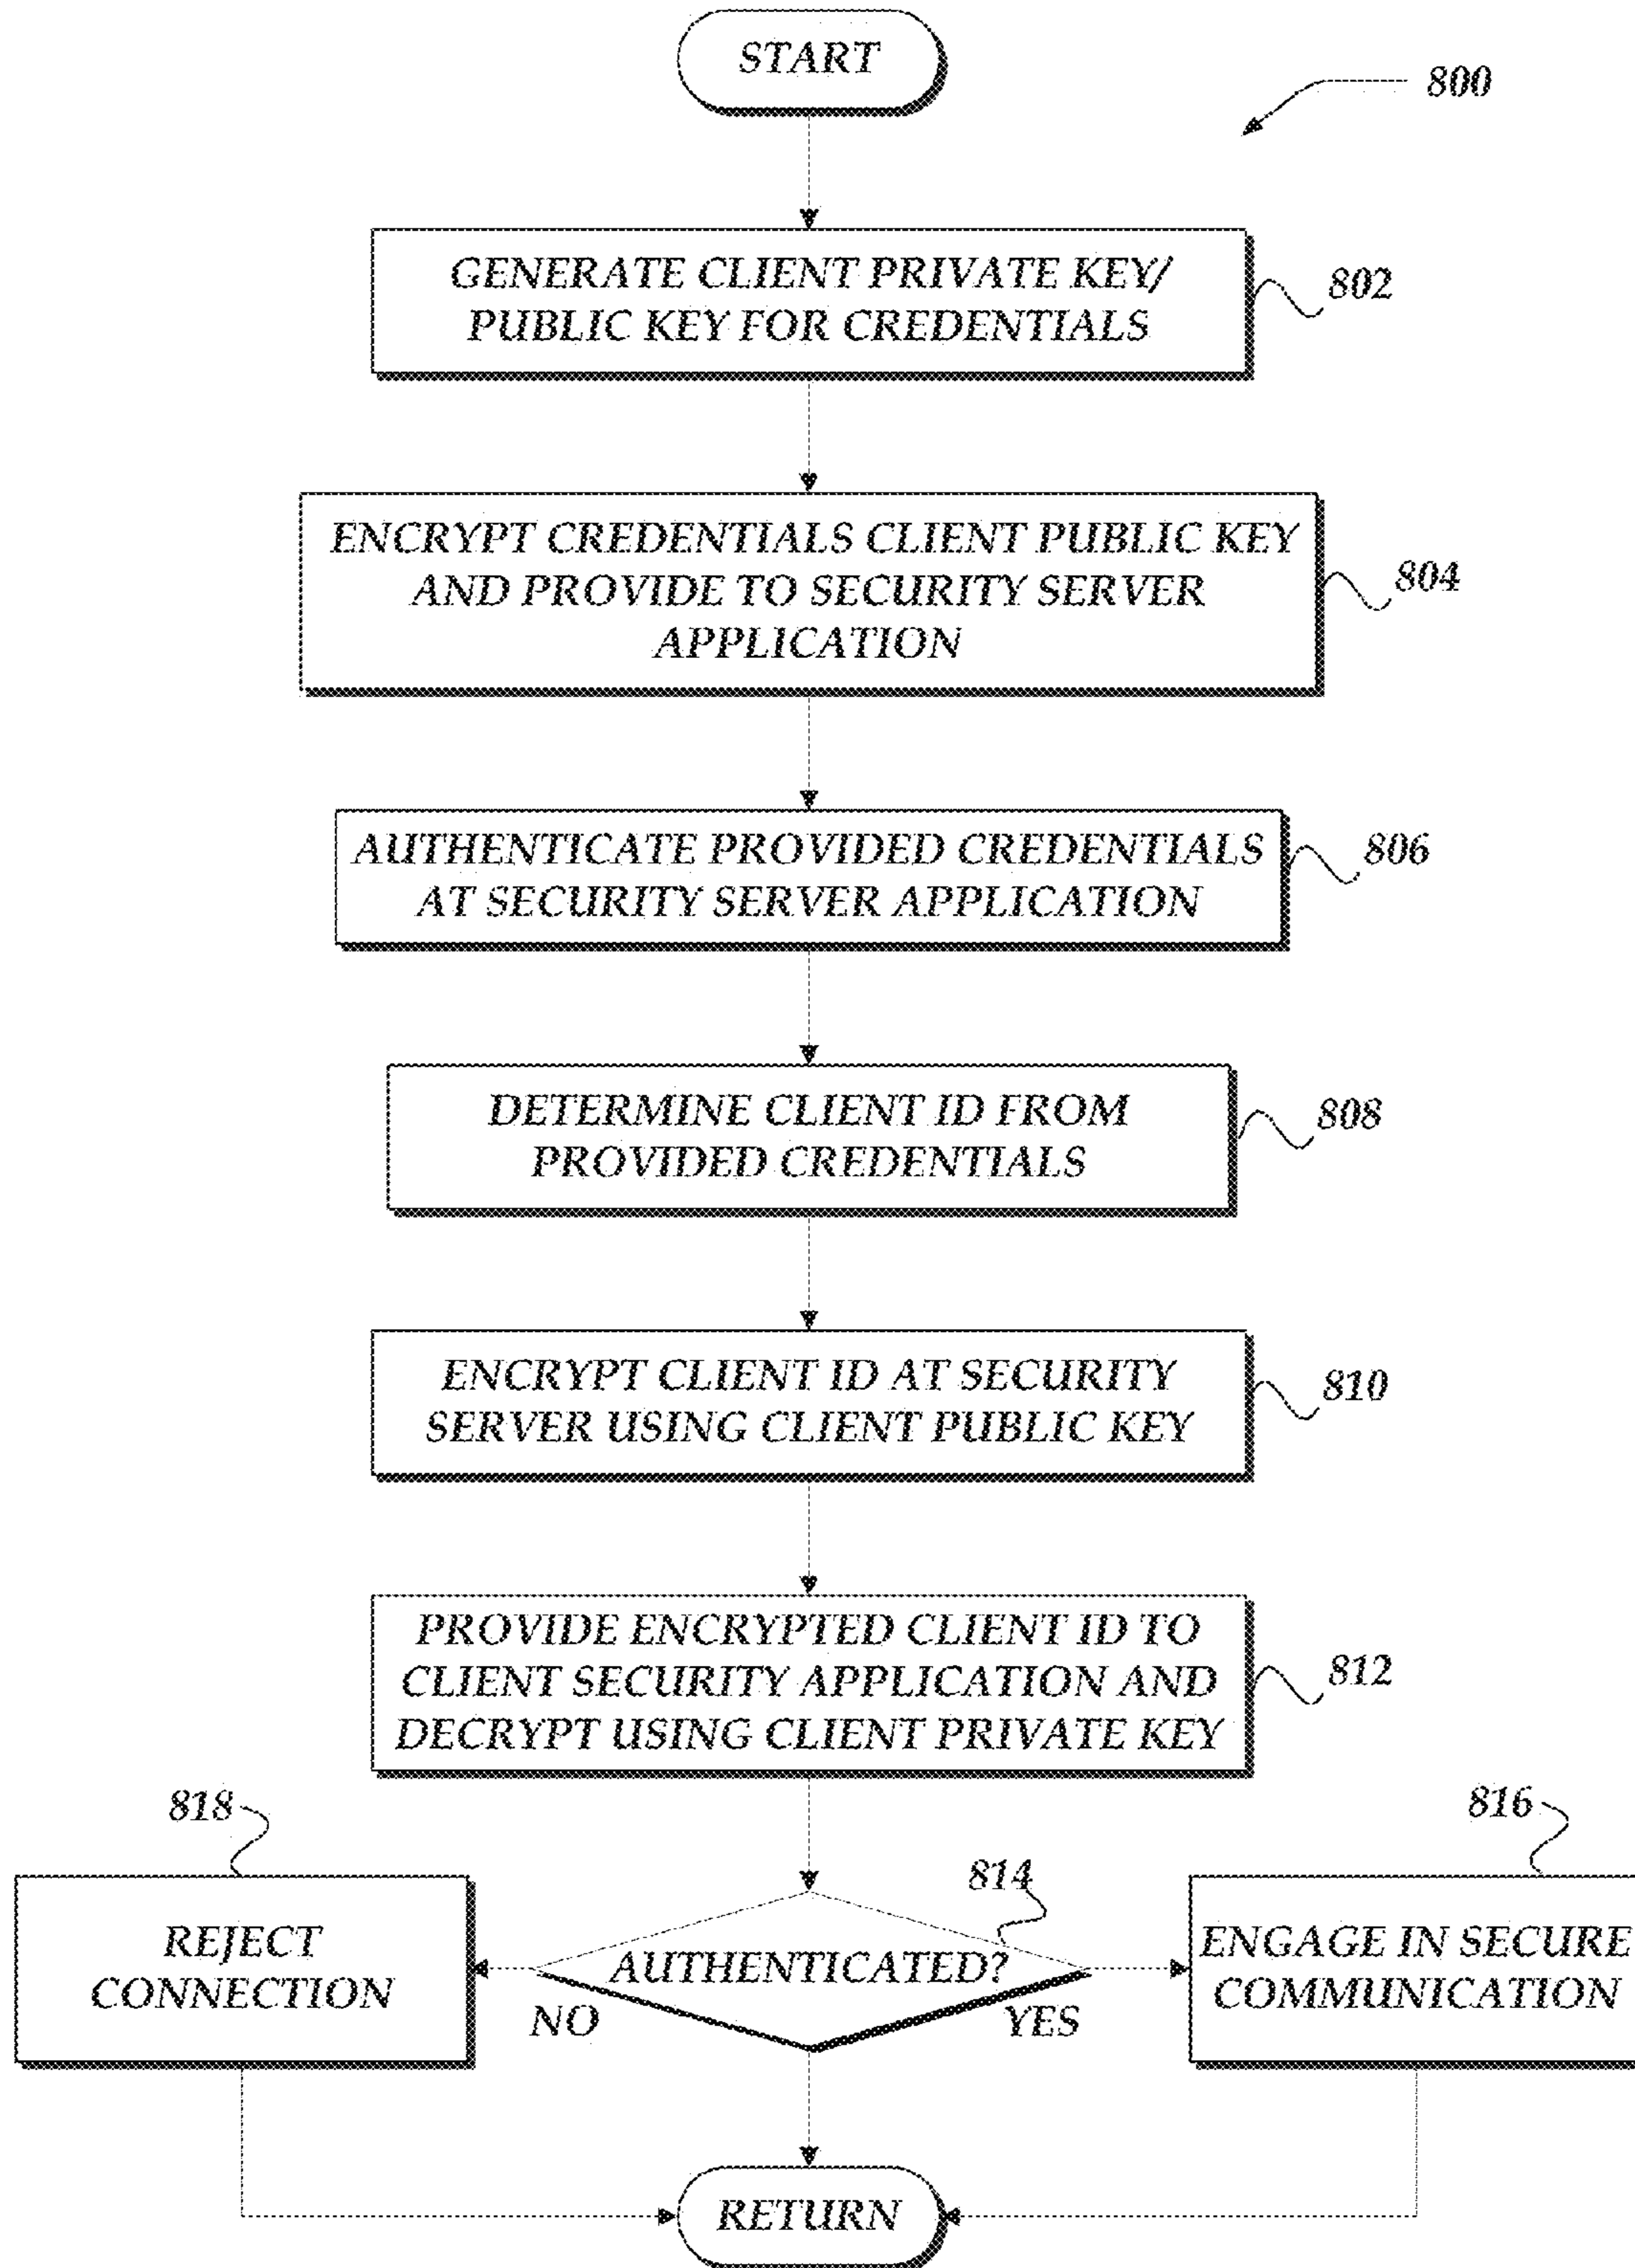 START
800
GENERATE CLIENT PRIVATE KEY/
PUBLIC KEY FOR CREDENTIALS
802
ENCRYPT CREDENTIALS CLIENT PUBLIC KEY
AND PROVIDE TO SECURITY SERVER
APPLICATION
804
AUTHENTICATE PROVIDED CREDENTIALS
AT SECURITY SERVER APPLICATION
806
DETERMINE CLIENT ID FROM
PROVIDED CREDENTIALS
808
ENCRYPT CLIENT ID AT SECURITY
SERVER USING CLIENT PUBLIC KEY
810
PROVIDE ENCRYPTED CLIENT ID TO
CLIENT SECURITY APPLICATION AND
DECRYPT USING CLIENT PRIVATE KEY
812
818
REJECT
CONNECTION
814
AUTHENTICATED?
NO
YES
816
ENGAGE IN SECURE
COMMUNICATION
RETURN